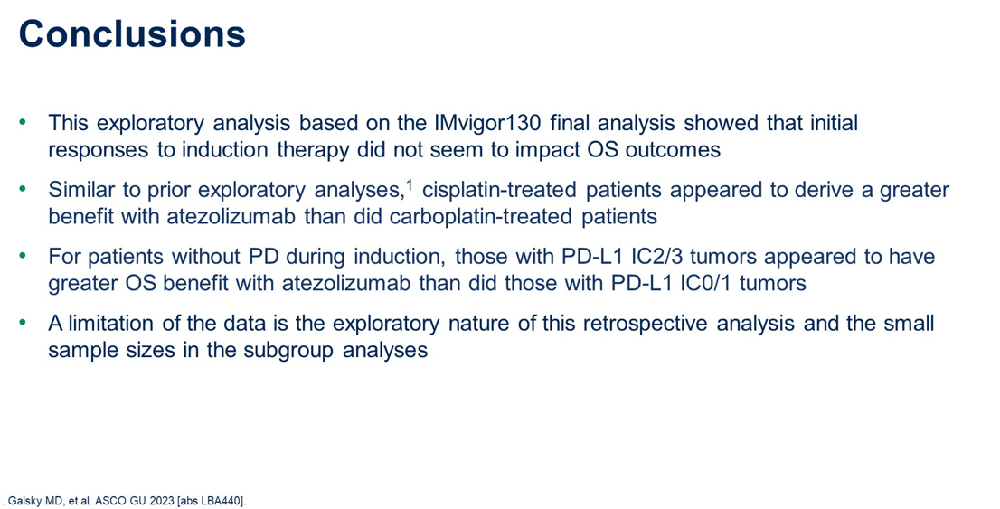 Conclusions
• This exploratory analysis based on the IMvigor130 final analysis showed that initial
responses to induction therapy did not seem to impact OS outcomes
• Similar to prior exploratory analyses,¹ cisplatin-treated patients appeared to derive a greater
benefit with atezolizumab than did carboplatin-treated patients
• For patients without PD during induction, those with PD-L1 IC2/3 tumors appeared to have
greater OS benefit with atezolizumab than did those with PD-L1 IC0/1 tumors
• A limitation of the data is the exploratory nature of this retrospective analysis and the small
sample sizes in the subgroup analyses
. Galsky MD, et al. ASCO GU 2023 [abs LBA440].